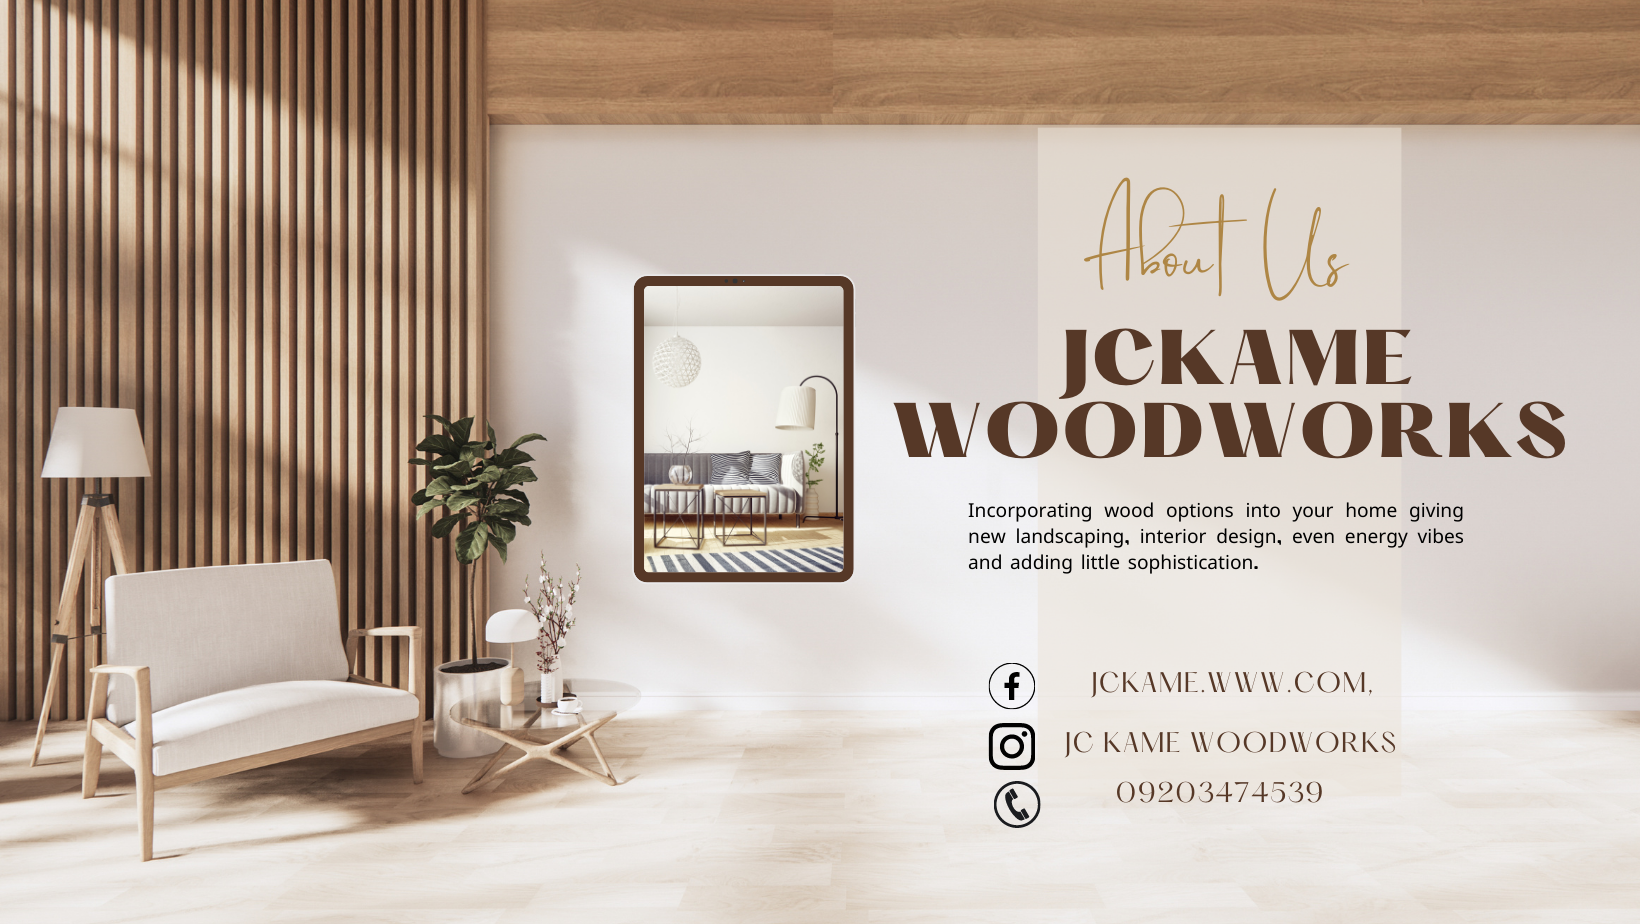 About Us
JCKAME
WOODWORKS
Incorporating wood options into your home giving
new landscaping, interior design, even energy vibes
and adding little sophistication.
JCKAME.WWW.COM,
JC KAME WOODWORKS
09203474539